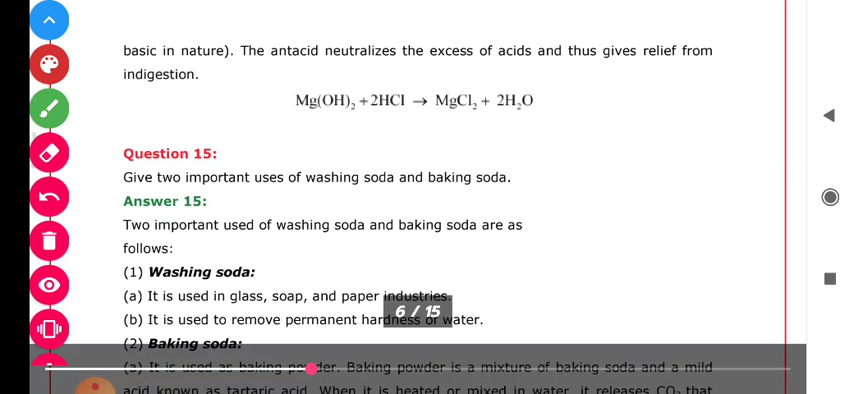 basic in nature). The antacid neutralizes the excess of acids and thus gives relief from
indigestion.
Mg(OH)₂ + 2HCl → MgCl₂ + 2H₂O
Question 15:
Give two important uses of washing soda and baking soda.
Answer 15:
Two important used of washing soda and baking soda are as
follows:
(1) Washing soda:
(a) It is used in glass, soap, and paper industries.
6 / 15
(b) It is used to remove permanent hardness of water.
(2) Baking soda:
(a) It is used as baking powder. Baking powder is a mixture of baking soda and a mild
acid known as tartaric acid. When it is heated or mixed in water, it releases CO₂ that